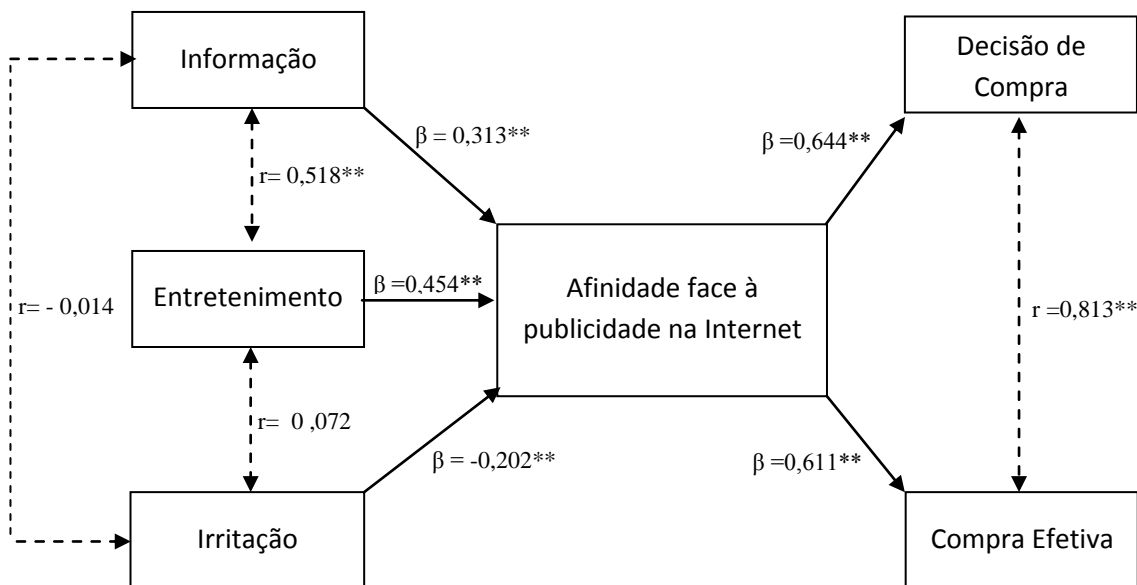 Informação
Decisão de
Compra
β = 0,313**
β =0,644**
r= 0,518**
Entretenimento
β =0,454**
Afinidade face à
publicidade na Internet
r= - 0,014
r =0,813**
r= 0 ,072
β = -0,202**
β =0,611**
Irritação
Compra Efetiva